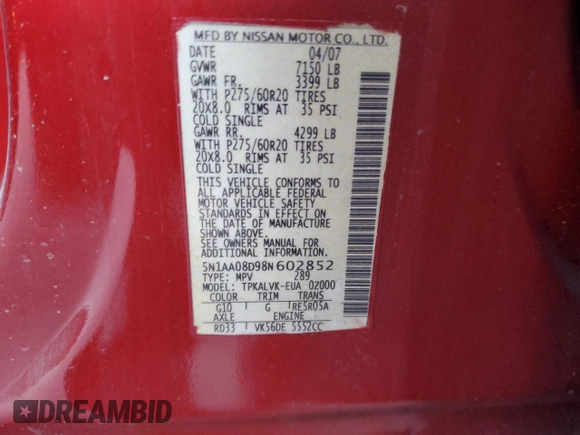 MFD BY NISSAN MOTOR CO., LTD.
DATE 04/07
GVWR 7150 LB
GAWR FR. 3399 LB
WITH P275/60R20 TIRES
20X8.0 RIMS AT 35 PSI
COLD SINGLE
GAWR RR. 4299 LB
WITH P275/60R20 TIRES
20X8.0 RIMS AT 35 PSI
COLD SINGLE
THIS VEHICLE CONFORMS TO
ALL APPLICABLE FEDERAL
MOTOR VEHICLE SAFETY
STANDARDS IN EFFECT ON
THE DATE OF MANUFACTURE
SHOWN ABOVE.
SEE OWNERS MANUAL FOR
ADDITIONAL INFORMATION.
5N1AA08D98N602852
TYPE: MPV 289
MODEL: TPKALVK-EUA 0Z000
COLOR TRIM TRANS
G10 G RE5R05A
AXLE ENGINE
RD33 VK56DE 5552CC
DREAMBID